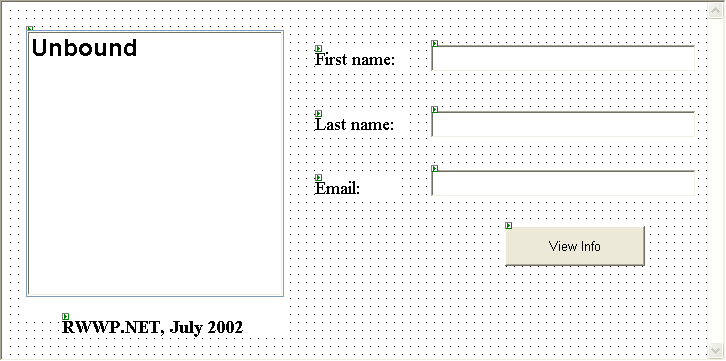 Unbound
First name:
Last name:
Email:
View Info
RWWP.NET, July 2002